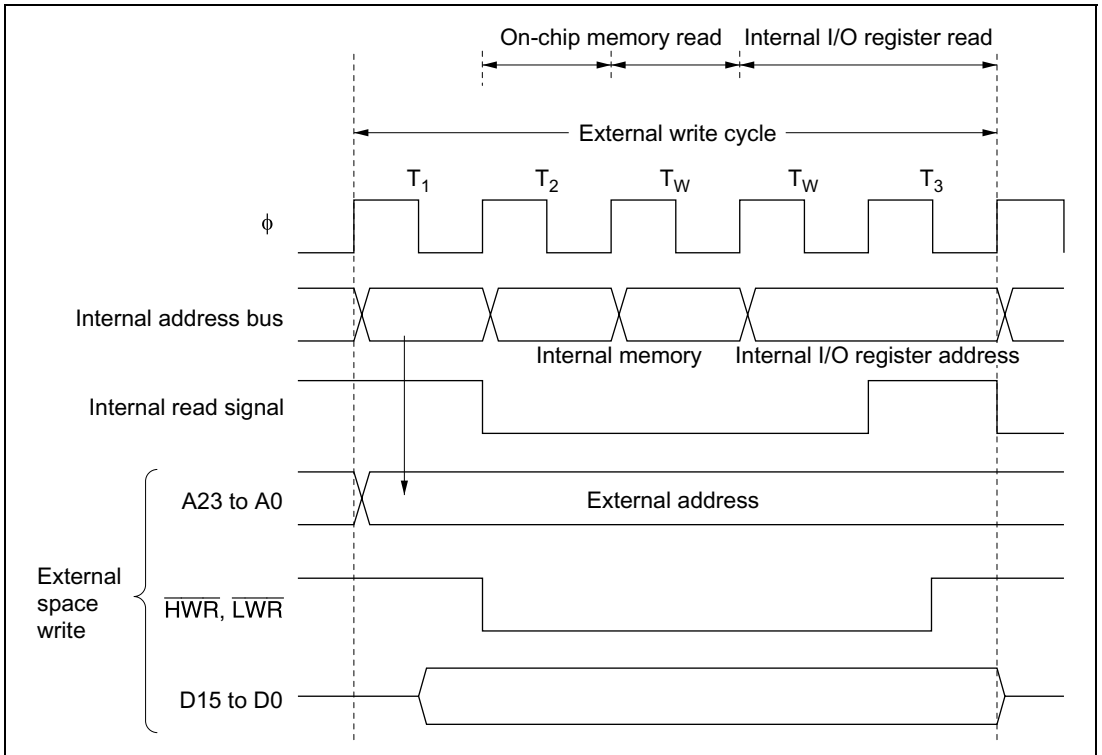 On-chip memory read Internal I/O register read
External write cycle
T1 T2 TW TW T3
ϕ
Internal address bus
Internal memory Internal I/O register address
Internal read signal
A23 to A0 External address
External
space
write
HWR, LWR
D15 to D0